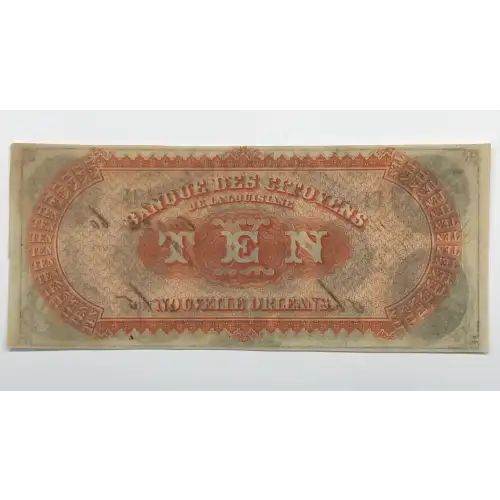 BANQUE DES CITOYENS
DE LA LOUISIANE
TEN
NOUVELLE ORLEANS